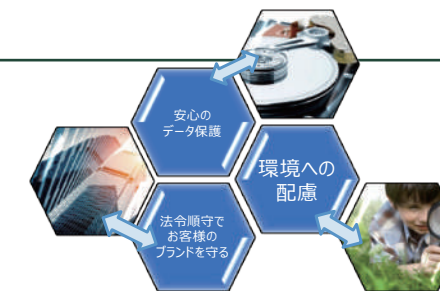 安心の
データ保護
環境への
配慮
法令順守で
お客様の
ブランドを守る